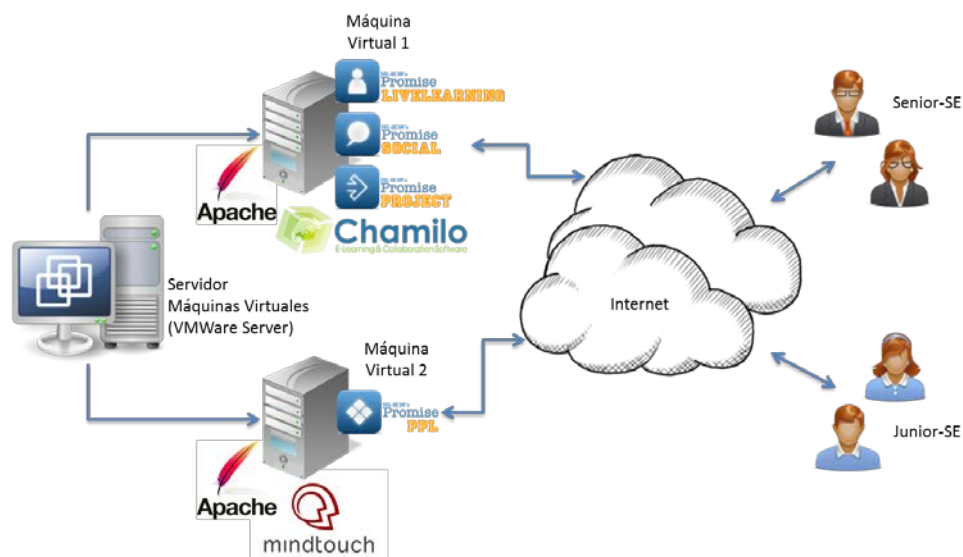 Máquina
Virtual 1
Promise
LIVELEARNING
Promise
SOCIAL
Promise
PROJECT
Apache
Chamilo
E-Learning & Collaboration Software
Senior-SE
Servidor
Máquinas Virtuales
(VMWare Server)
Internet
Máquina
Virtual 2
Promise
PPL
Apache
mindtouch
Junior-SE